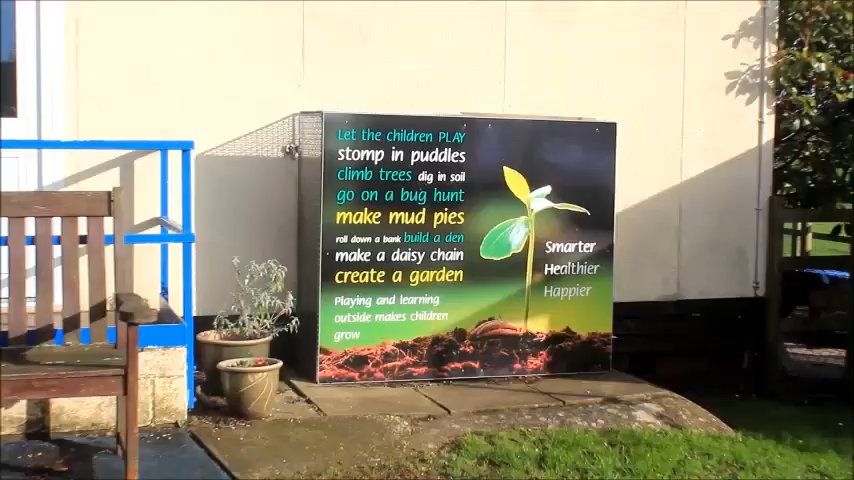 Let the children PLAY
stomp in puddles
climb trees dig in soil
go on a bug hunt
make mud pies
roll down a bank build a den
make a daisy chain
create a garden
Playing and learning
outside makes children
grow
Smarter
Healthier
Happier